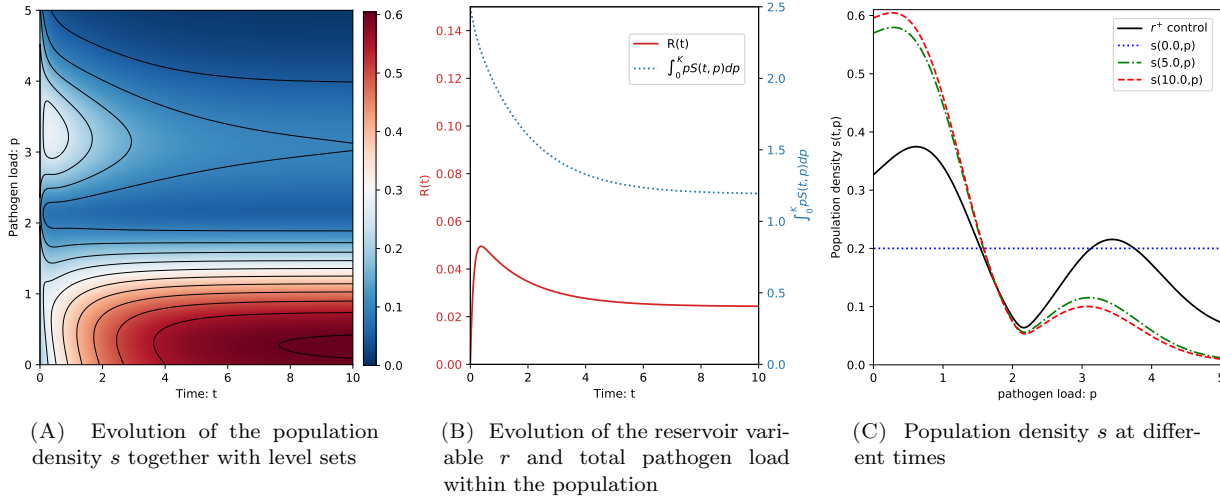 5
4
3
2
1
0
Pathogen load: p
0
2
4
6
8
10
Time: t
0.6
0.5
0.4
0.3
0.2
0.1
0.0
(A) Evolution of the population
density s together with level sets
0.14
0.12
0.10
0.08
0.06
0.04
0.02
0.00
R(t)
R(t)
∫₀ᴷ pS(t, p)dp
0
2
4
6
8
10
Time: t
2.5
2.0
1.5
1.0
0.5
0.0
∫₀ᴷ pS(t, p)dp
(B) Evolution of the reservoir vari-
able r and total pathogen load
within the population
0.6
0.5
0.4
0.3
0.2
0.1
0.0
Population density s(t,p)
r⁺ control
s(0.0,p)
s(5.0,p)
s(10.0,p)
0
1
2
3
4
5
pathogen load: p
(C) Population density s at differ-
ent times